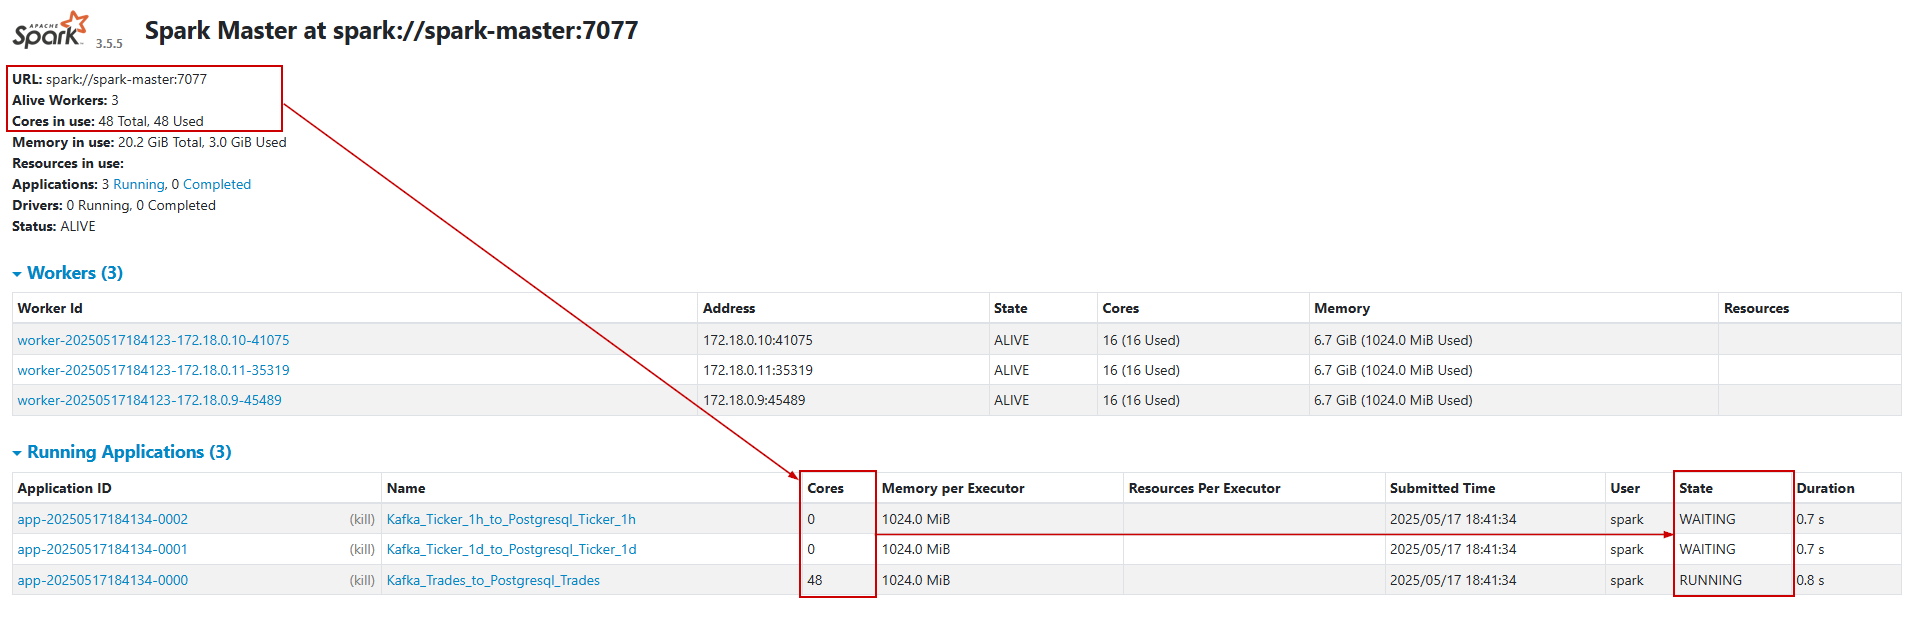 APACHE
Spark 3.5.5 Spark Master at spark://spark-master:7077
URL: spark://spark-master:7077
Alive Workers: 3
Cores in use: 48 Total, 48 Used
Memory in use: 20.2 GiB Total, 3.0 GiB Used
Resources in use:
Applications: 3 Running, 0 Completed
Drivers: 0 Running, 0 Completed
Status: ALIVE
Workers (3)
Worker Id Address State Cores Memory Resources
worker-20250517184123-172.18.0.10-41075 172.18.0.10:41075 ALIVE 16 (16 Used) 6.7 GiB (1024.0 MiB Used)
worker-20250517184123-172.18.0.11-35319 172.18.0.11:35319 ALIVE 16 (16 Used) 6.7 GiB (1024.0 MiB Used)
worker-20250517184123-172.18.0.9-45489 172.18.0.9:45489 ALIVE 16 (16 Used) 6.7 GiB (1024.0 MiB Used)
Running Applications (3)
Application ID Name Cores Memory per Executor Resources Per Executor Submitted Time User State Duration
app-20250517184134-0002 (kill) Kafka_Ticker_1h_to_Postgresql_Ticker_1h 0 1024.0 MiB 2025/05/17 18:41:34 spark WAITING 0.7 s
app-20250517184134-0001 (kill) Kafka_Ticker_1d_to_Postgresql_Ticker_1d 0 1024.0 MiB 2025/05/17 18:41:34 spark WAITING 0.7 s
app-20250517184134-0000 (kill) Kafka_Trades_to_Postgresql_Trades 48 1024.0 MiB 2025/05/17 18:41:34 spark RUNNING 0.8 s